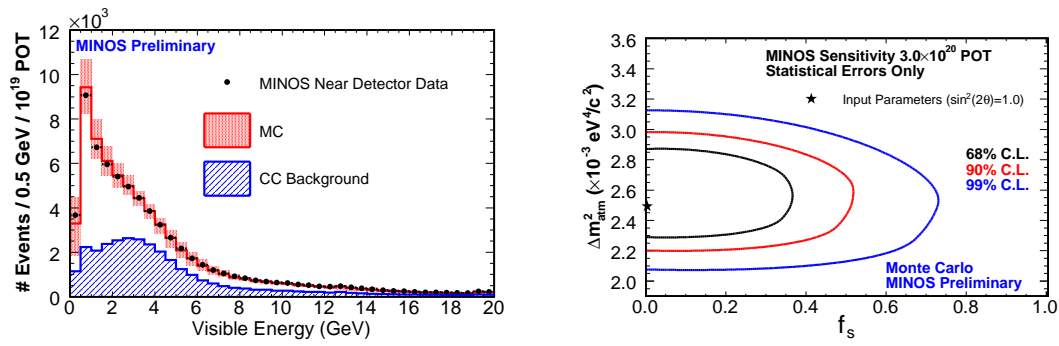 ×10³
12
10
8
6
4
2
0
# Events / 0.5 GeV / 10¹⁹ POT
MINOS Preliminary
MINOS Near Detector Data
MC
CC Background
0 2 4 6 8 10 12 14 16 18 20
Visible Energy (GeV)
3.6
3.4
3.2
3.0
2.8
2.6
2.4
2.2
2.0
Δm²atm (×10⁻³ eV⁴/c²)
MINOS Sensitivity 3.0×10²⁰ POT
Statistical Errors Only
Input Parameters (sin²(2θ)=1.0)
68% C.L.
90% C.L.
99% C.L.
Monte Carlo
MINOS Preliminary
0.0 0.2 0.4 0.6 0.8 1.0
fs